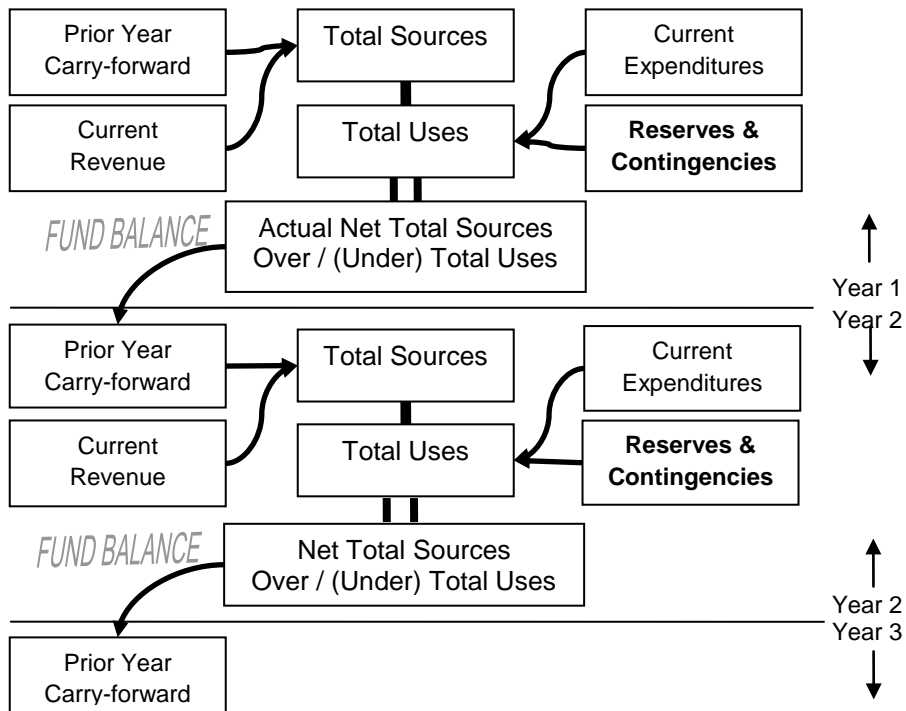 Prior Year
Carry-forward
Total Sources
Current
Expenditures
Current
Revenue
Total Uses
Reserves &
Contingencies
FUND BALANCE
Actual Net Total Sources
Over / (Under) Total Uses
Year 1
Year 2
Prior Year
Carry-forward
Total Sources
Current
Expenditures
Current
Revenue
Total Uses
Reserves &
Contingencies
FUND BALANCE
Net Total Sources
Over / (Under) Total Uses
Year 2
Year 3
Prior Year
Carry-forward